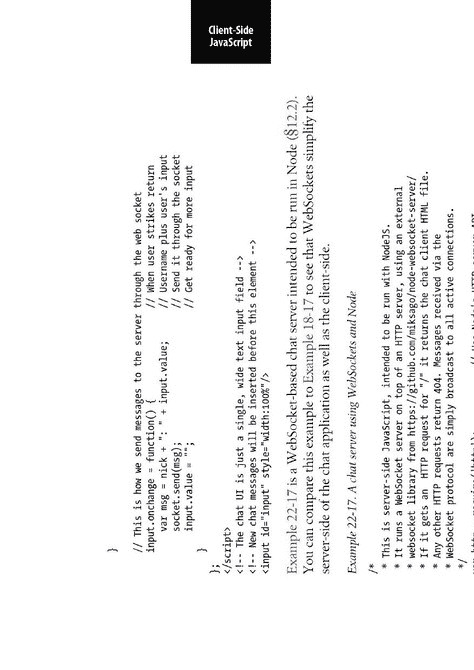 Client-Side
JavaScript
}
// This is how we send messages to the server through the web socket
input.onchange = function() { // When user strikes return
var msg = nick + ": " + input.value; // Username plus user's input
socket.send(msg); // Send it through the socket
input.value = ""; // Get ready for more input
}
};
</script>
<!-- The chat UI is just a single, wide text input field -->
<!-- New chat messages will be inserted before this element -->
<input id="input" style="width:100%"/>
Example 22-17 is a WebSocket-based chat server intended to be run in Node (§12.2).
You can compare this example to Example 18-17 to see that WebSockets simplify the
server-side of the chat application as well as the client-side.
Example 22-17. A chat server using WebSockets and Node
/*
* This is server-side JavaScript, intended to be run with NodeJS.
* It runs a WebSocket server on top of an HTTP server, using an external
* websocket library from https://github.com/miksago/node-websocket-server/
* If it gets an HTTP request for "/" it returns the chat client HTML file.
* Any other HTTP requests return 404. Messages received via the
* WebSocket protocol are simply broadcast to all active connections.
*/